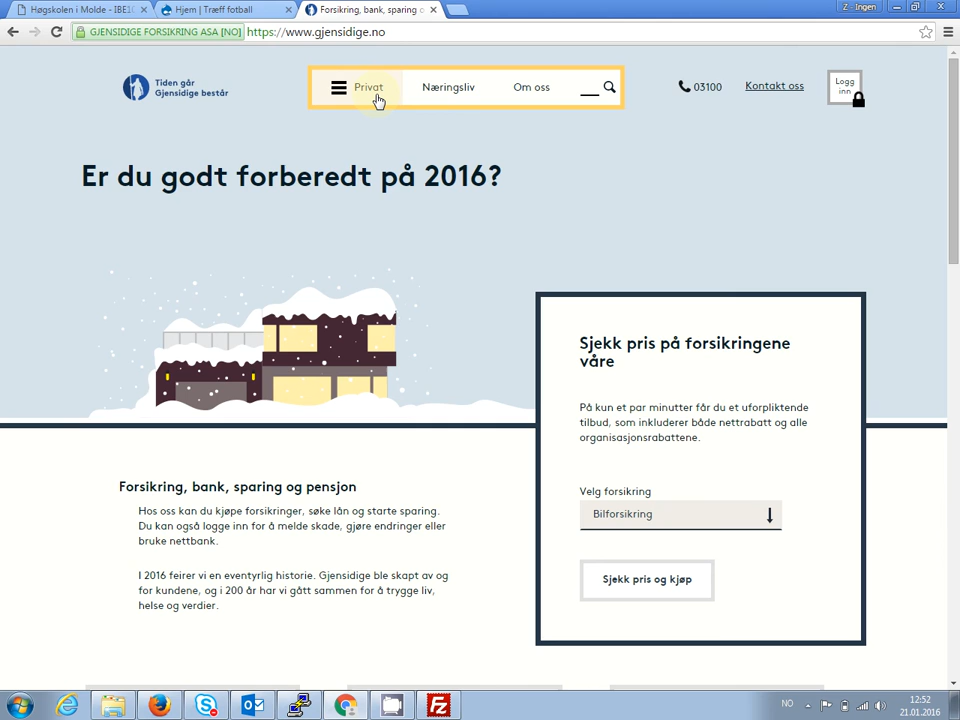 Høgskolen i Molde - IBE1
Hjem | Træff fotball
Forsikring, bank, sparing o
Z Ingen
GJENSIDIGE FORSIKRING ASA [NO] https://www.gjensidige.no
Tiden går
Gjensidige består
Privat Næringsliv Om oss
03100 Kontakt oss
Logg
inn
Er du godt forberedt på 2016?
Sjekk pris på forsikringene
våre
På kun et par minutter får du et uforpliktende
tilbud, som inkluderer både nettrabatt og alle
organisasjonsrabattene.
Velg forsikring
Bilforsikring
Sjekk pris og kjøp
Forsikring, bank, sparing og pensjon
Hos oss kan du kjøpe forsikringer, søke lån og starte sparing.
Du kan også logge inn for å melde skade, gjøre endringer eller
bruke nettbank.
I 2016 feirer vi en eventyrlig historie. Gjensidige ble skapt av og
for kundene, og i 200 år har vi gått sammen for å trygge liv,
helse og verdier.
NO
12:52
21.01.2016